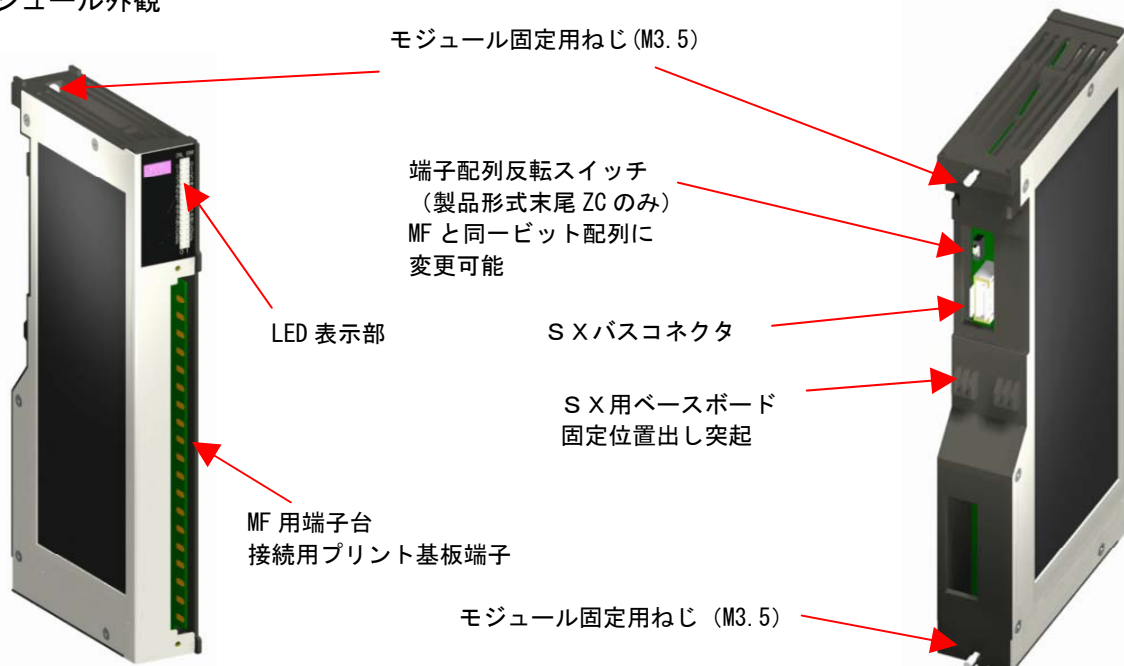 ジュール外観
モジュール固定用ねじ(M3.5)
端子配列反転スイッチ
(製品形式末尾 ZC のみ)
MF と同一ビット配列に
変更可能
LED 表示部
SXバスコネクタ
SX用ベースボード
固定位置出し突起
MF 用端子台
接続用プリント基板端子
モジュール固定用ねじ (M3.5)